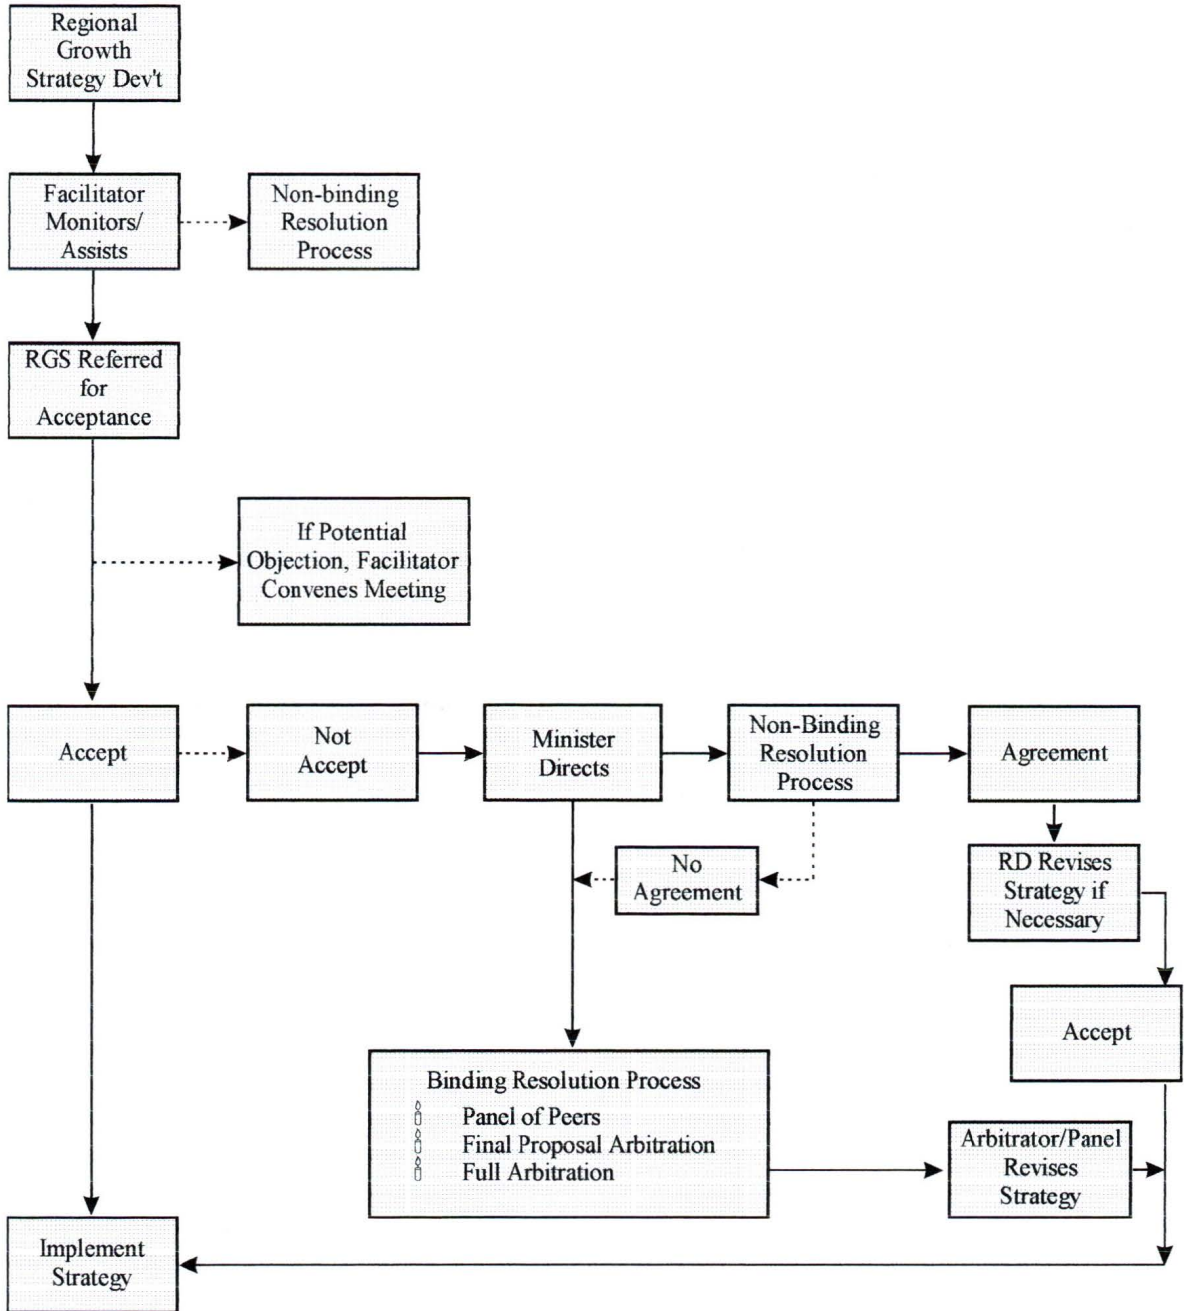 Regional
Growth
Strategy Dev't
Facilitator
Monitors/
Assists
Non-binding
Resolution
Process
RGS Referred
for
Acceptance
If Potential
Objection, Facilitator
Convenes Meeting
Accept
Not
Accept
Minister
Directs
Non-Binding
Resolution
Process
Agreement
No
Agreement
RD Revises
Strategy if
Necessary
Accept
Binding Resolution Process
Panel of Peers
Final Proposal Arbitration
Full Arbitration
Arbitrator/Panel
Revises
Strategy
Implement
Strategy